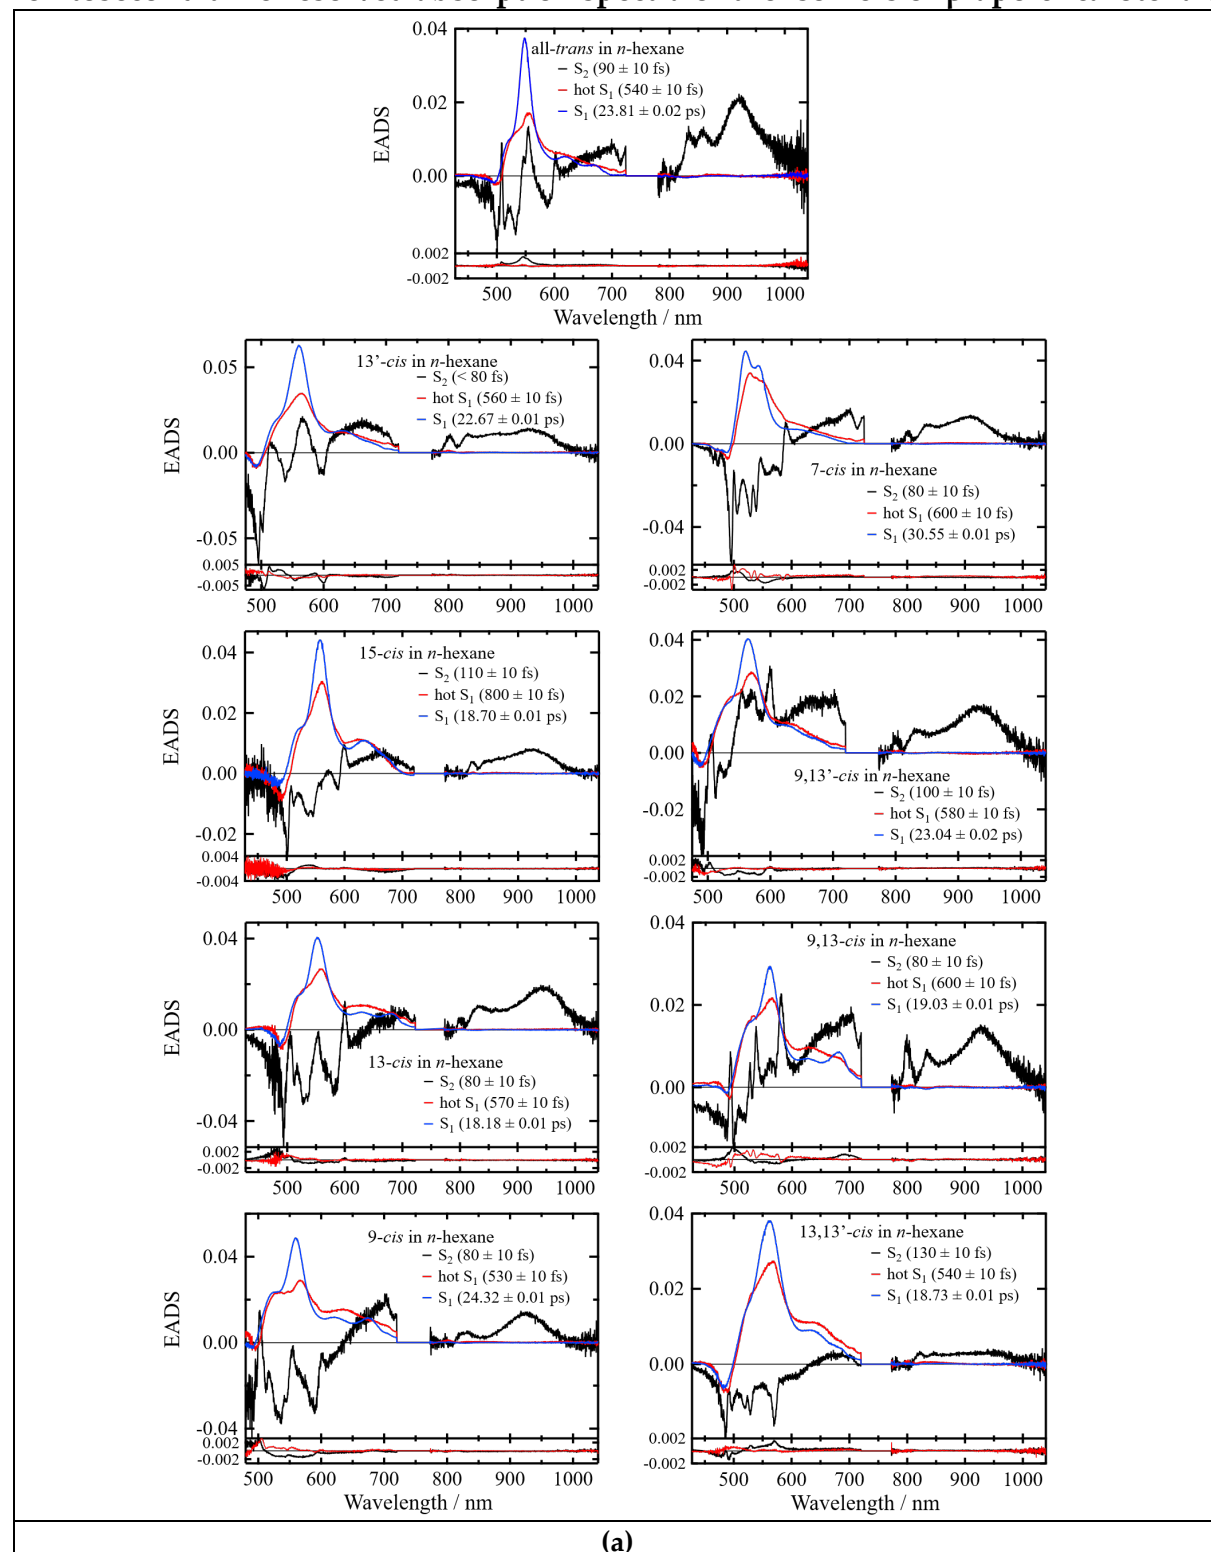 all-trans in n-hexane
S2 (90 ± 10 fs)
hot S1 (540 ± 10 fs)
S1 (23.81 ± 0.02 ps)
EADS
0.04
0.02
0.00
0.002
-0.002
500 600 700 800 900 1000
Wavelength / nm
13’-cis in n-hexane
S2 (< 80 fs)
hot S1 (560 ± 10 fs)
S1 (22.67 ± 0.01 ps)
EADS
0.05
0.00
-0.05
0.005
-0.005
500 600 700 800 900 1000
7-cis in n-hexane
S2 (80 ± 10 fs)
hot S1 (600 ± 10 fs)
S1 (30.55 ± 0.01 ps)
0.04
0.00
-0.04
0.002
-0.002
500 600 700 800 900 1000
15-cis in n-hexane
S2 (110 ± 10 fs)
hot S1 (800 ± 10 fs)
S1 (18.70 ± 0.01 ps)
EADS
0.04
0.02
0.00
-0.02
0.004
-0.004
500 600 700 800 900 1000
9,13’-cis in n-hexane
S2 (100 ± 10 fs)
hot S1 (580 ± 10 fs)
S1 (23.04 ± 0.02 ps)
0.04
0.02
0.00
-0.02
0.002
-0.002
500 600 700 800 900 1000
13-cis in n-hexane
S2 (80 ± 10 fs)
hot S1 (570 ± 10 fs)
S1 (18.18 ± 0.01 ps)
EADS
0.04
0.00
-0.04
0.002
-0.002
500 600 700 800 900 1000
9,13-cis in n-hexane
S2 (80 ± 10 fs)
hot S1 (600 ± 10 fs)
S1 (19.03 ± 0.01 ps)
0.04
0.02
0.00
0.002
-0.002
500 600 700 800 900 1000
9-cis in n-hexane
S2 (80 ± 10 fs)
hot S1 (530 ± 10 fs)
S1 (24.32 ± 0.01 ps)
EADS
0.04
0.00
-0.04
0.002
-0.002
500 600 700 800 900 1000
Wavelength / nm
13,13’-cis in n-hexane
S2 (130 ± 10 fs)
hot S1 (540 ± 10 fs)
S1 (18.73 ± 0.01 ps)
0.04
0.02
0.00
0.002
-0.002
500 600 700 800 900 1000
Wavelength / nm
(a)